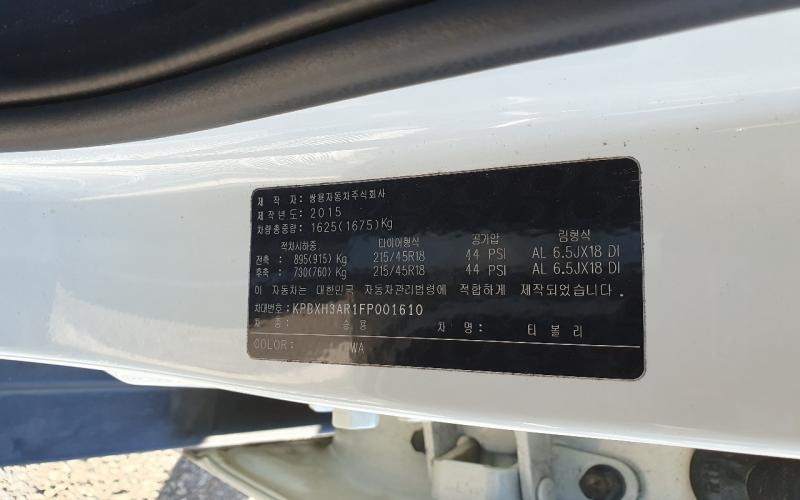 제 작 자: 쌍용자동차주식회사
제작년도: 2015
차량총중량: 1625(1675)Kg
적차시하중 타이어형식 공기압 림형식
전축: 895(915) Kg 215/45R18 44 PSI AL 6.5JX18 DI
후축: 730(760) Kg 215/45R18 44 PSI AL 6.5JX18 DI
이 자동차는 대한민국 자동차관리법령에 적합하게 제작되었습니다.
차대번호: KPBXH3AR1FP001610
차 종: 승 용 차 명: 티 볼 리
COLOR: WA